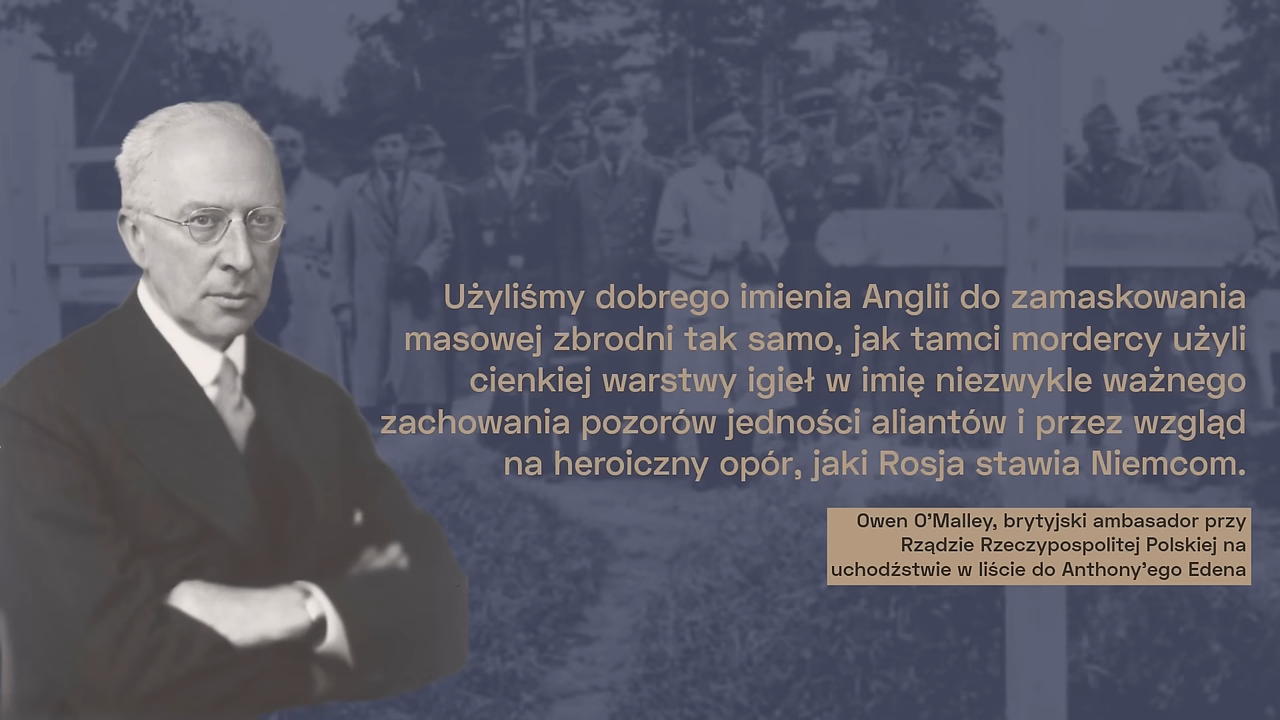 Użyliśmy dobrego imienia Anglii do zamaskowania
masowej zbrodni tak samo, jak tamci mordercy użyli
cienkiej warstwy igieł w imię niezwykle ważnego
zachowania pozorów jedności aliantów i przez wzgląd
na heroiczny opór, jaki Rosja stawia Niemcom.
Owen O’Malley, brytyjski ambasador przy
Rządzie Rzeczypospolitej Polskiej na
uchodźstwie w liście do Anthony’ego Edena